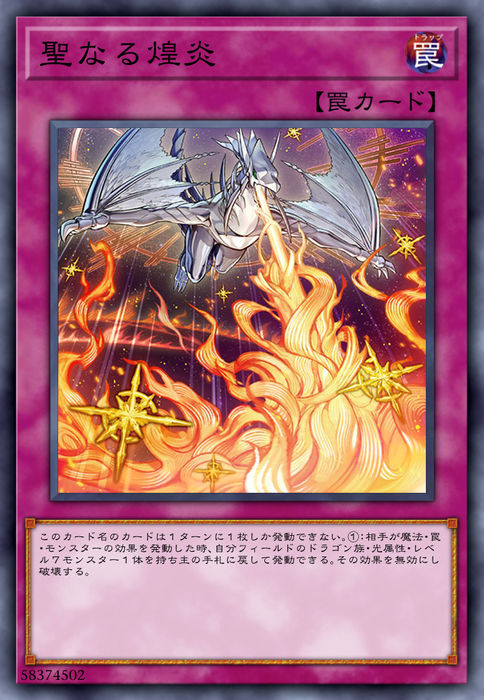 聖なる煌炎
トラップ
罠
【罠カード】
このカード名のカードは１ターンに１枚しか発動できない。①:相手が魔法・罠
・モンスターの効果を発動した時、自分フィールドのドラゴン族・光属性・レベ
ル７モンスター１体を持ち主の手札に戻して発動できる。その効果を無効にし
破壊する。
58374502